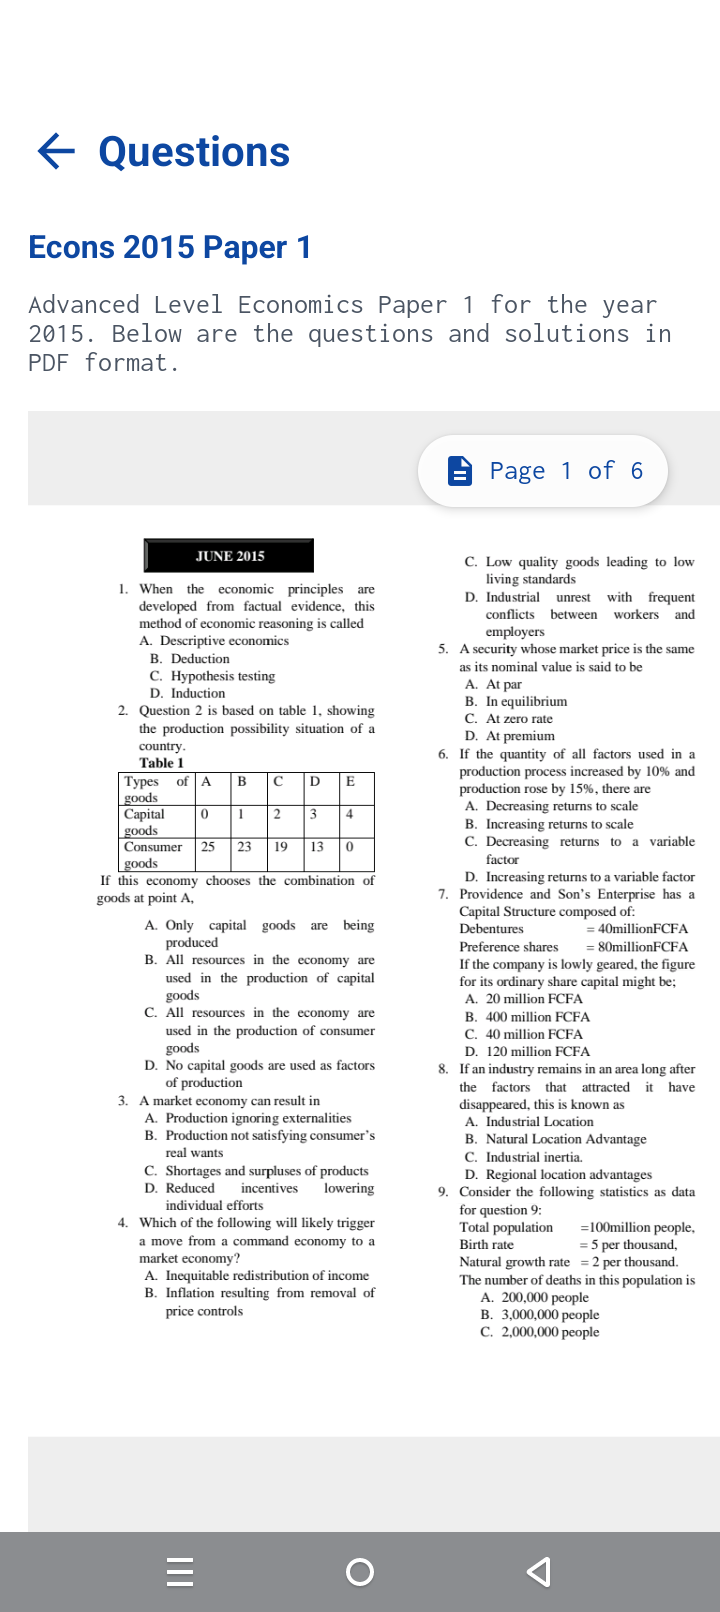 Questions
Econs 2015 Paper 1
Advanced Level Economics Paper 1 for the year
2015. Below are the questions and solutions in
PDF format.
Page 1 of 6
JUNE 2015
1. When the economic principles are
developed from factual evidence, this
method of economic reasoning is called
A. Descriptive economics
B. Deduction
C. Hypothesis testing
D. Induction
2. Question 2 is based on table 1, showing
the production possibility situation of a
country.
Table 1
Types of goods A B C D E
Capital goods 0 1 2 3 4
Consumer goods 25 23 19 13 0
If this economy chooses the combination of
goods at point A,
A. Only capital goods are being
produced
B. All resources in the economy are
used in the production of capital
goods
C. All resources in the economy are
used in the production of consumer
goods
D. No capital goods are used as factors
of production
3. A market economy can result in
A. Production ignoring externalities
B. Production not satisfying consumer's
real wants
C. Shortages and surpluses of products
D. Reduced incentives lowering
individual efforts
4. Which of the following will likely trigger
a move from a command economy to a
market economy?
A. Inequitable redistribution of income
B. Inflation resulting from removal of
price controls
C. Low quality goods leading to low
living standards
D. Industrial unrest with frequent
conflicts between workers and
employers
5. A security whose market price is the same
as its nominal value is said to be
A. At par
B. In equilibrium
C. At zero rate
D. At premium
6. If the quantity of all factors used in a
production process increased by 10% and
production rose by 15%, there are
A. Decreasing returns to scale
B. Increasing returns to scale
C. Decreasing returns to a variable
factor
D. Increasing returns to a variable factor
7. Providence and Son's Enterprise has a
Capital Structure composed of:
Debentures = 40millionFCFA
Preference shares = 80millionFCFA
If the company is lowly geared, the figure
for its ordinary share capital might be;
A. 20 million FCFA
B. 400 million FCFA
C. 40 million FCFA
D. 120 million FCFA
8. If an industry remains in an area long after
the factors that attracted it have
disappeared, this is known as
A. Industrial Location
B. Natural Location Advantage
C. Industrial inertia.
D. Regional location advantages
9. Consider the following statistics as data
for question 9:
Total population =100million people,
Birth rate = 5 per thousand,
Natural growth rate = 2 per thousand.
The number of deaths in this population is
A. 200,000 people
B. 3,000,000 people
C. 2,000,000 people